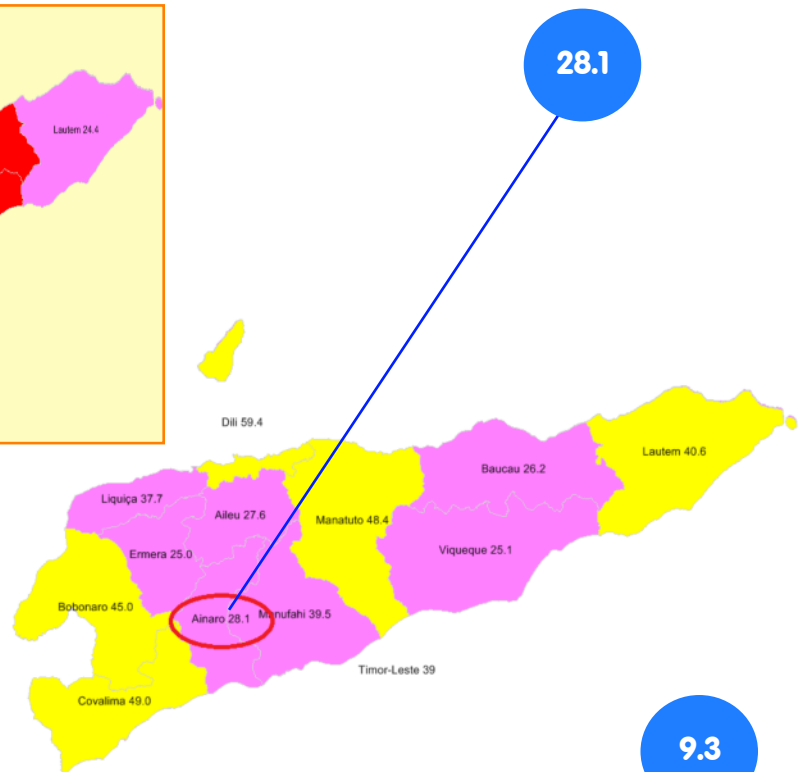 28.1
Lautem 24.4
Dili 59.4
Lautem 40.6
Baucau 26.2
Liquiça 37.7
Aileu 27.6
Manatuto 48.4
Ermera 25.0
Viqueque 25.1
Bobonaro 45.0
Ainaro 28.1
Manufahi 39.5
Timor-Leste 39
Covalima 49.0
9.3